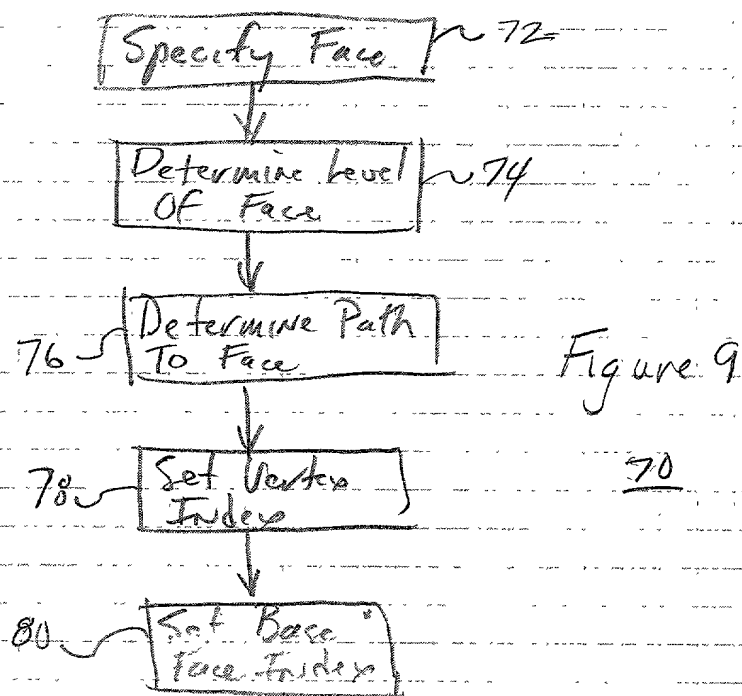 Specify Face 72
Determine Level
Of Face
74
Determine Path
To Face
76
Figure 9
70
Set Vertex
Index
78
Set Base
Face Index
80